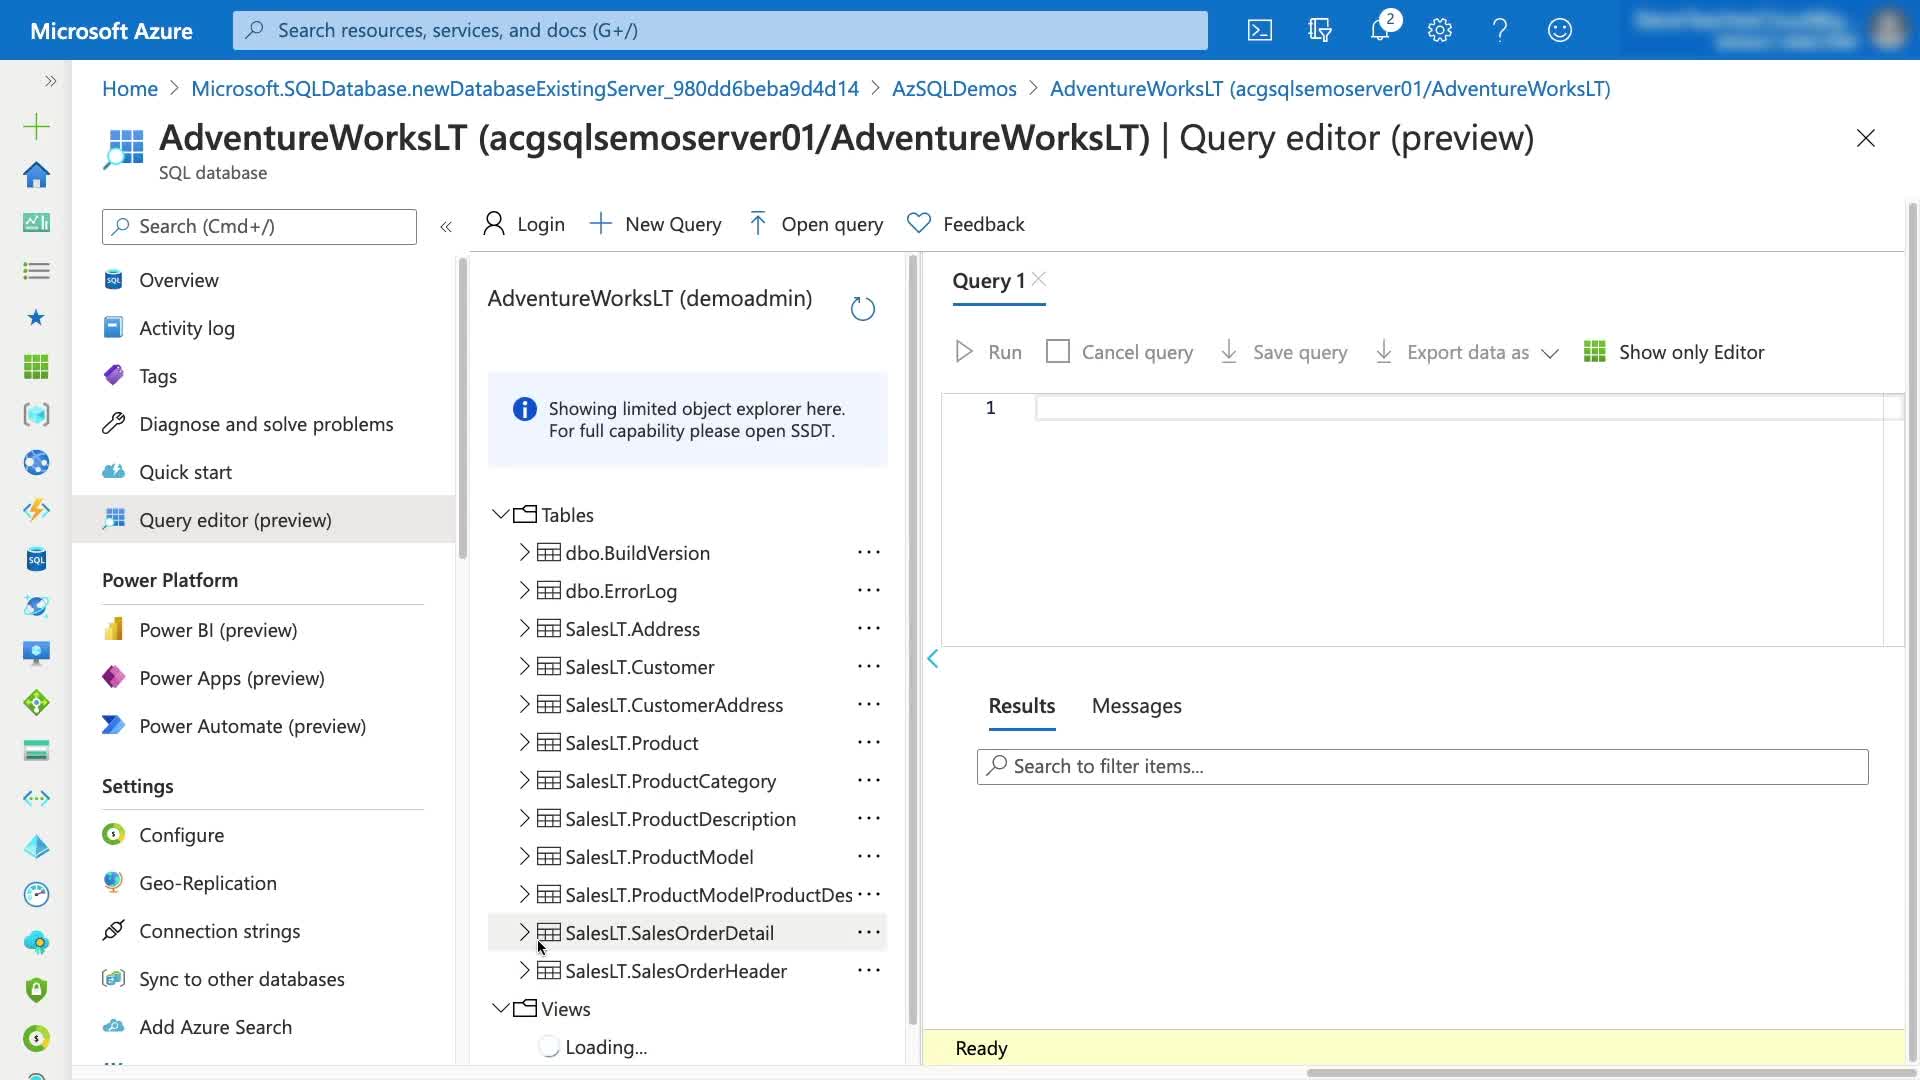 Microsoft Azure
Search resources, services, and docs (G+/)
2
Home > Microsoft.SQLDatabase.newDatabaseExistingServer_980dd6beba9d4d14 > AzSQLDemos > AdventureWorksLT (acgsqlsemoserver01/AdventureWorksLT)
AdventureWorksLT (acgsqlsemoserver01/AdventureWorksLT) | Query editor (preview)
SQL database
Search (Cmd+/)
Overview
Activity log
Tags
Diagnose and solve problems
Quick start
Query editor (preview)
Power Platform
Power BI (preview)
Power Apps (preview)
Power Automate (preview)
Settings
Configure
Geo-Replication
Connection strings
Sync to other databases
Add Azure Search
Login
New Query
Open query
Feedback
AdventureWorksLT (demoadmin)
Showing limited object explorer here.
For full capability please open SSDT.
Tables
dbo.BuildVersion
dbo.ErrorLog
SalesLT.Address
SalesLT.Customer
SalesLT.CustomerAddress
SalesLT.Product
SalesLT.ProductCategory
SalesLT.ProductDescription
SalesLT.ProductModel
SalesLT.ProductModelProductDes
SalesLT.SalesOrderDetail
SalesLT.SalesOrderHeader
Views
Loading...
Query 1
Run
Cancel query
Save query
Export data as
Show only Editor
1
Results
Messages
Search to filter items...
Ready